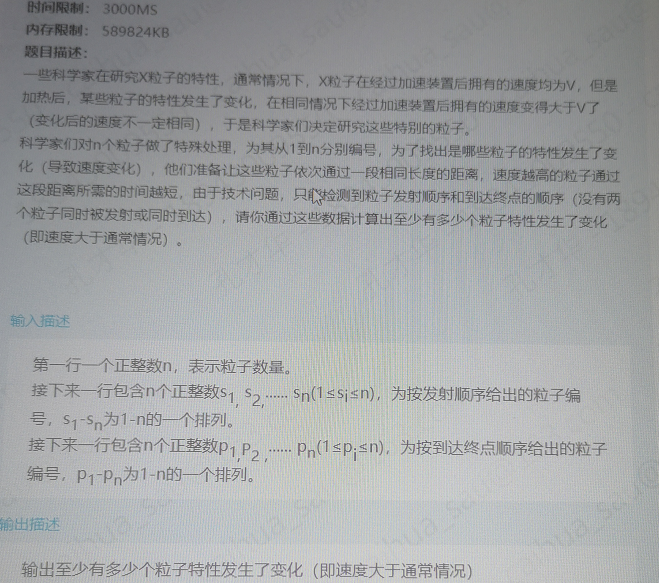 时间限制： 3000MS
内存限制： 589824KB
题目描述：
一些科学家在研究X粒子的特性，通常情况下，X粒子在经过加速装置后拥有的速度均为V，但是
加热后，某些粒子的特性发生了变化，在相同情况下经过加速装置后拥有的速度变得大于V了
（变化后的速度不一定相同），于是科学家们决定研究这些特别的粒子。
科学家们对n个粒子做了特殊处理，为其从1到n分别编号，为了找出是哪些粒子的特性发生了变
化（导致速度变化），他们准备让这些粒子依次通过一段相同长度的距离，速度越高的粒子通过
这段距离所需的时间越短，由于技术问题，只能检测到粒子发射顺序和到达终点的顺序（没有两
个粒子同时被发射或同时到达），请你通过这些数据计算出至少有多少个粒子特性发生了变化
（即速度大于通常情况）。
输入描述
第一行一个正整数n，表示粒子数量。
接下来一行包含n个正整数s1, s2,...... sn(1≤si≤n)，为按发射顺序给出的粒子编
号，s1-sn为1-n的一个排列。
接下来一行包含n个正整数p1,p2 ,...... pn(1≤pi≤n)，为按到达终点顺序给出的粒子
编号，p1-pn为1-n的一个排列。
输出描述
输出至少有多少个粒子特性发生了变化（即速度大于通常情况）